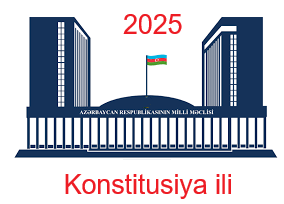 2025
AZƏRBAYCAN RESPUBLİKASININ MİLLİ MƏCLİSİ
Konstitusiya ili